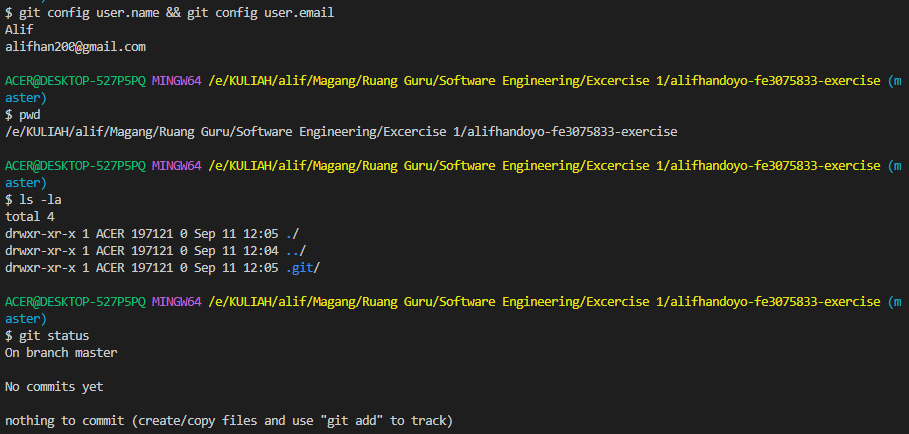 $ git config user.name && git config user.email
Alif
alifhan200@gmail.com
ACER@DESKTOP-527P5PQ MINGW64 /e/KULIAH/alif/Magang/Ruang Guru/Software Engineering/Excercise 1/alifhandoyo-fe3075833-exercise (m
aster)
$ pwd
/e/KULIAH/alif/Magang/Ruang Guru/Software Engineering/Excercise 1/alifhandoyo-fe3075833-exercise
ACER@DESKTOP-527P5PQ MINGW64 /e/KULIAH/alif/Magang/Ruang Guru/Software Engineering/Excercise 1/alifhandoyo-fe3075833-exercise (m
aster)
$ ls -la
total 4
drwxr-xr-x 1 ACER 197121 0 Sep 11 12:05 ./
drwxr-xr-x 1 ACER 197121 0 Sep 11 12:04 ../
drwxr-xr-x 1 ACER 197121 0 Sep 11 12:05 .git/
ACER@DESKTOP-527P5PQ MINGW64 /e/KULIAH/alif/Magang/Ruang Guru/Software Engineering/Excercise 1/alifhandoyo-fe3075833-exercise (m
aster)
$ git status
On branch master
No commits yet
nothing to commit (create/copy files and use "git add" to track)